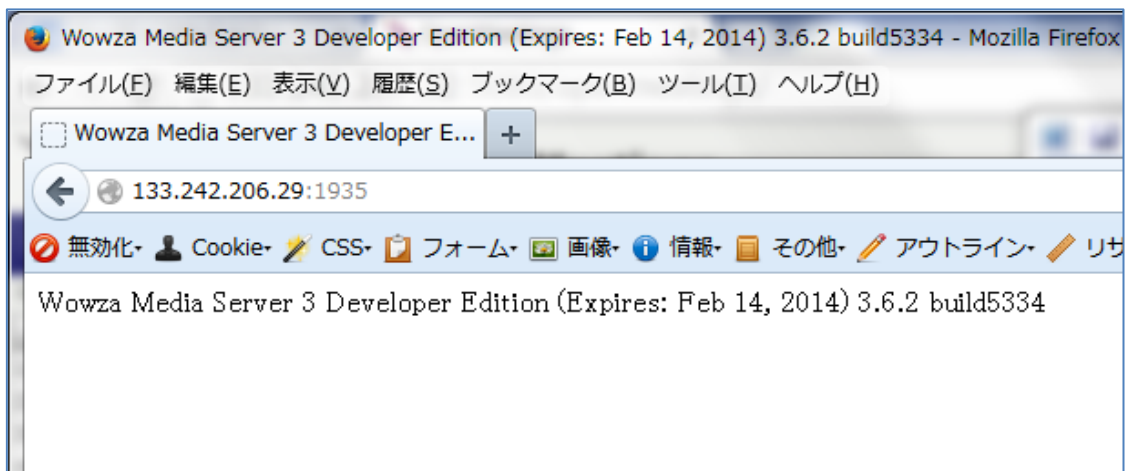 Wowza Media Server 3 Developer Edition (Expires: Feb 14, 2014) 3.6.2 build5334 - Mozilla Firefox
ファイル(F) 編集(E) 表示(V) 履歴(S) ブックマーク(B) ツール(T) ヘルプ(H)
Wowza Media Server 3 Developer E... +
133.242.206.29:1935
無効化 Cookie CSS フォーム 画像 情報 その他 アウトライン リサ
Wowza Media Server 3 Developer Edition (Expires: Feb 14, 2014) 3.6.2 build5334